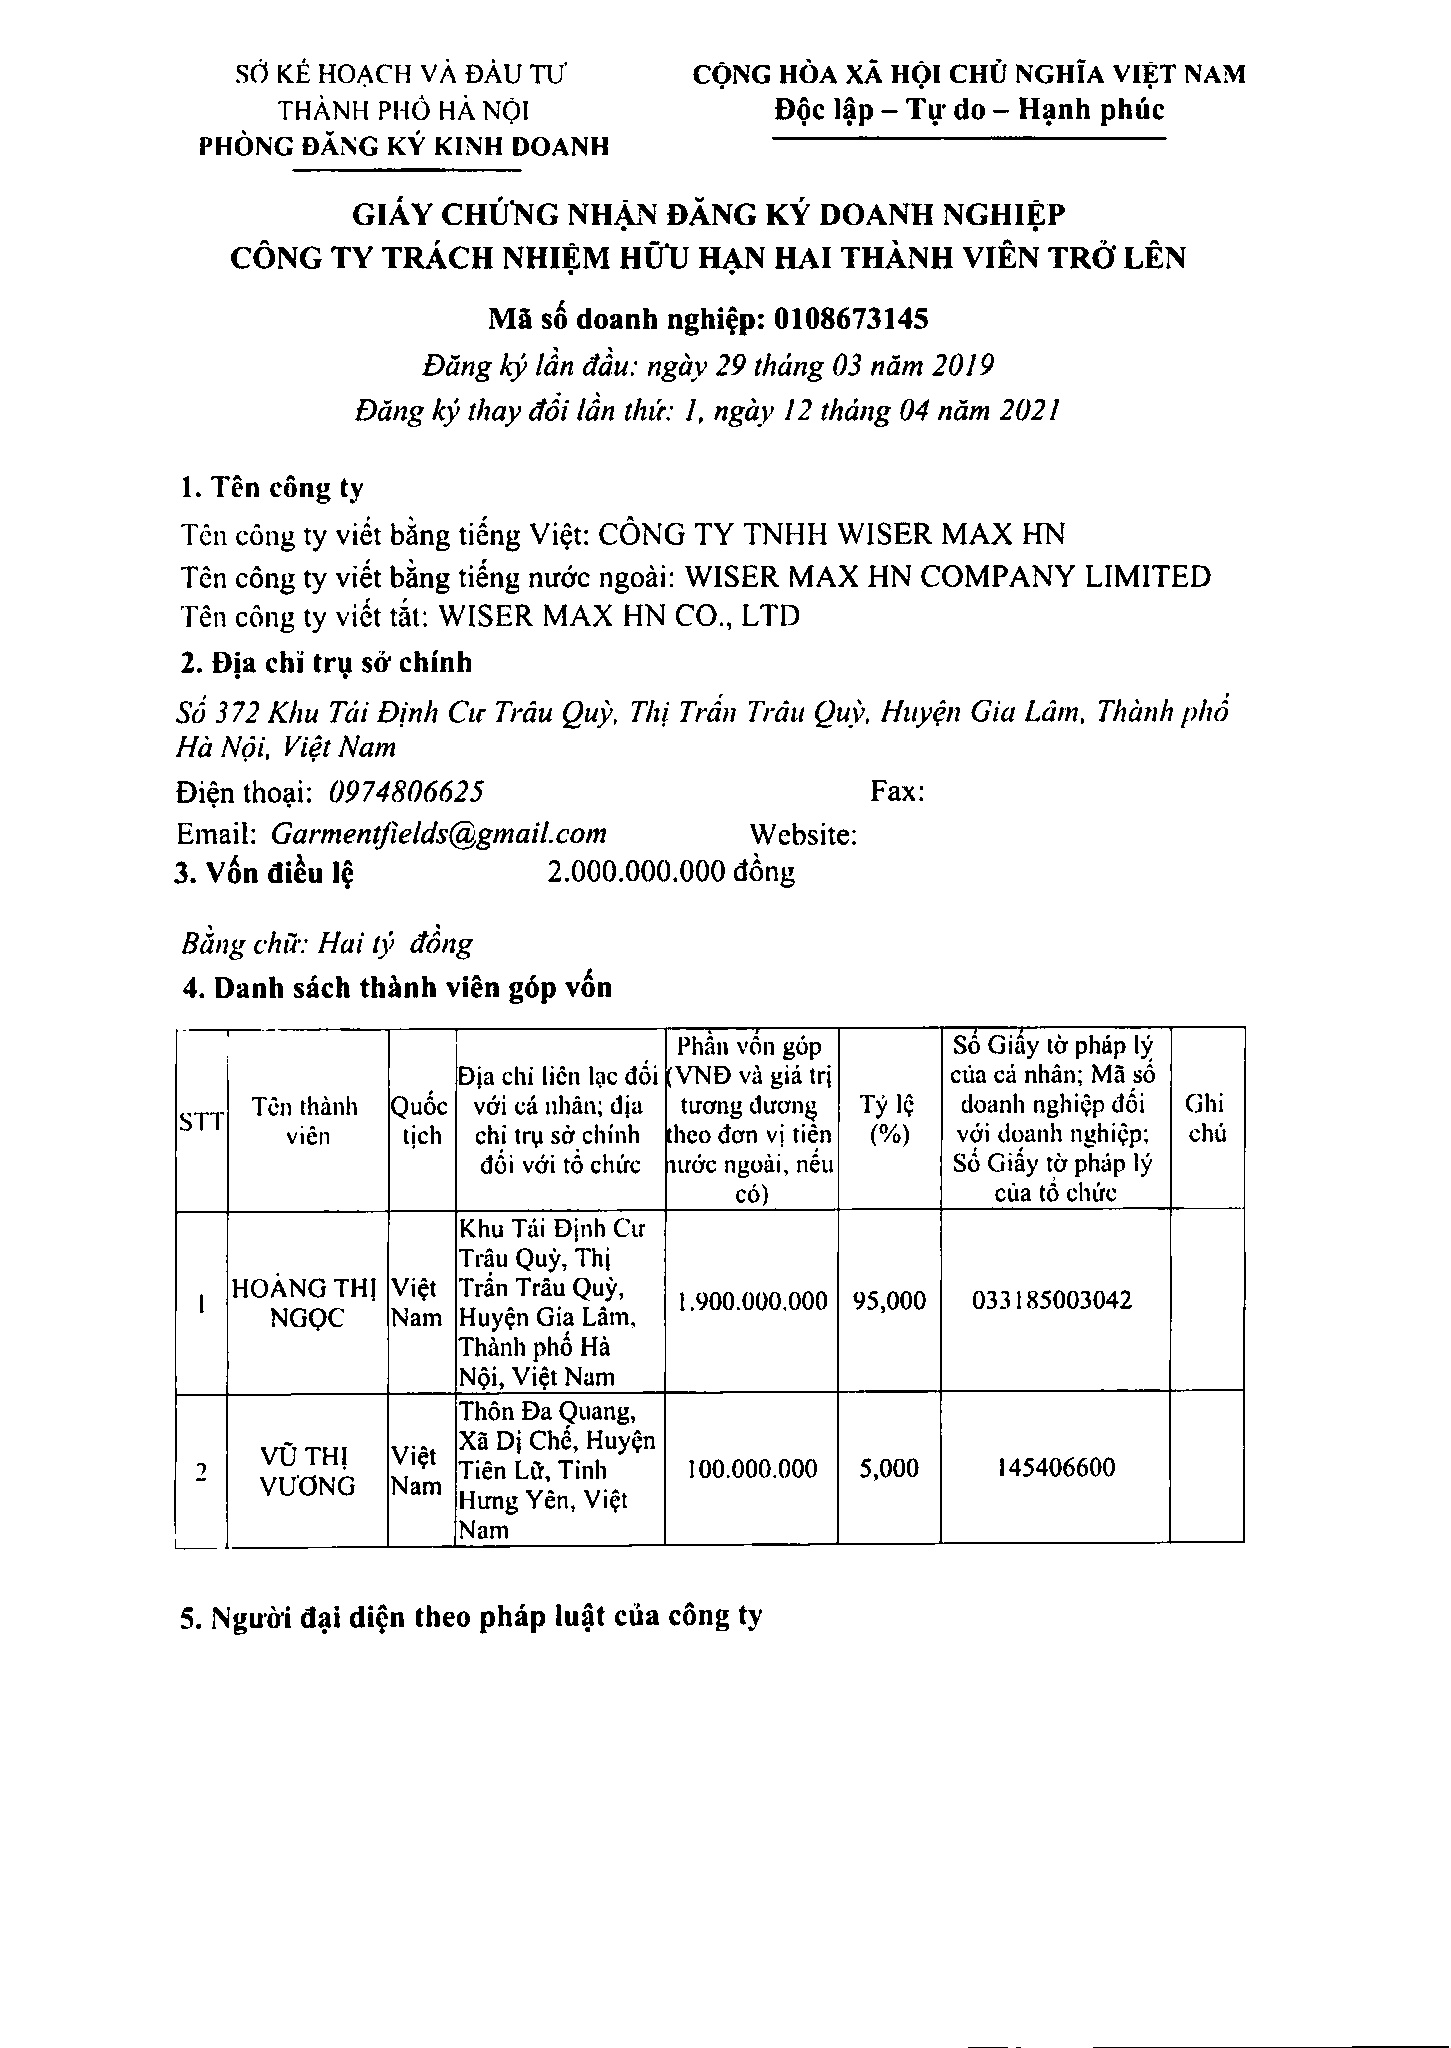 SỞ KẾ HOẠCH VÀ ĐẦU TƯ
THÀNH PHỐ HÀ NỘI
PHÒNG ĐĂNG KÝ KINH DOANH
CỘNG HÒA XÃ HỘI CHỦ NGHĨA VIỆT NAM
Độc lập – Tự do – Hạnh phúc
GIẤY CHỨNG NHẬN ĐĂNG KÝ DOANH NGHIỆP
CÔNG TY TRÁCH NHIỆM HỮU HẠN HAI THÀNH VIÊN TRỞ LÊN
Mã số doanh nghiệp: 0108673145
Đăng ký lần đầu: ngày 29 tháng 03 năm 2019
Đăng ký thay đổi lần thứ: 1, ngày 12 tháng 04 năm 2021
1. Tên công ty
Tên công ty viết bằng tiếng Việt: CÔNG TY TNHH WISER MAX HN
Tên công ty viết bằng tiếng nước ngoài: WISER MAX HN COMPANY LIMITED
Tên công ty viết tắt: WISER MAX HN CO., LTD
2. Địa chỉ trụ sở chính
Số 372 Khu Tái Định Cư Trâu Quỳ, Thị Trấn Trâu Quỳ, Huyện Gia Lâm, Thành phố
Hà Nội, Việt Nam
Điện thoại: 0974806625 Fax:
Email: Garmentfields@gmail.com Website:
3. Vốn điều lệ 2.000.000.000 đồng
Bằng chữ: Hai tỷ đồng
4. Danh sách thành viên góp vốn
STT
Tên thành
viên
Quốc
tịch
Địa chỉ liên lạc đối
với cá nhân; địa
chỉ trụ sở chính
đối với tổ chức
Phần vốn góp
(VNĐ và giá trị
tương đương
theo đơn vị tiền
nước ngoài, nếu
có)
Tỷ lệ
(%)
Số Giấy tờ pháp lý
của cá nhân; Mã số
doanh nghiệp đối
với doanh nghiệp;
Số Giấy tờ pháp lý
của tổ chức
Ghi
chú
1
HOÀNG THỊ
NGỌC
Việt
Nam
Khu Tái Định Cư
Trâu Quỳ, Thị
Trấn Trâu Quỳ,
Huyện Gia Lâm,
Thành phố Hà
Nội, Việt Nam
1.900.000.000
95,000
033185003042
2
VŨ THỊ
VƯƠNG
Việt
Nam
Thôn Đa Quang,
Xã Dị Chế, Huyện
Tiên Lữ, Tỉnh
Hưng Yên, Việt
Nam
100.000.000
5,000
145406600
5. Người đại diện theo pháp luật của công ty